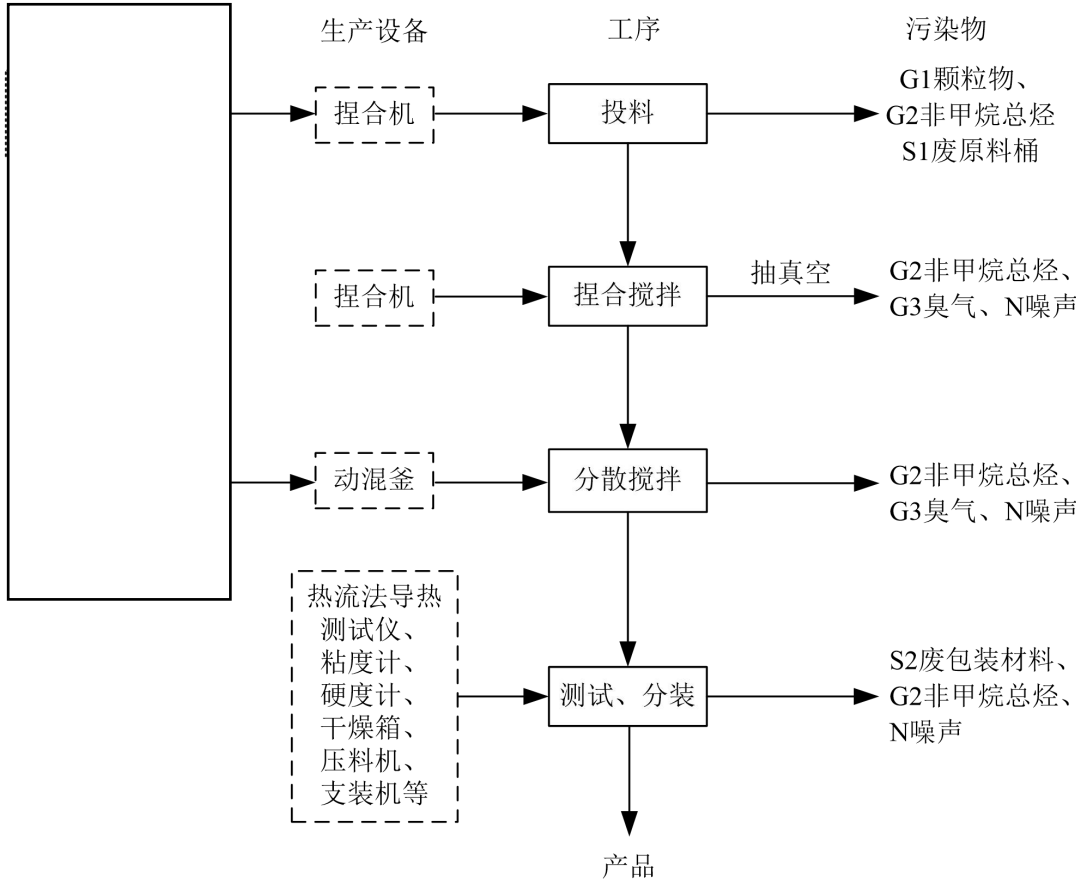 生产设备 工序 污染物
捏合机 投料 G1颗粒物、
G2非甲烷总烃
S1废原料桶
捏合机 捏合搅拌 抽真空 G2非甲烷总烃、
G3臭气、N噪声
动混釜 分散搅拌 G2非甲烷总烃、
G3臭气、N噪声
热流法导热
测试仪、
粘度计、
硬度计、
干燥箱、
压料机、
支装机等
测试、分装
S2废包装材料、
G2非甲烷总烃、
N噪声
产品